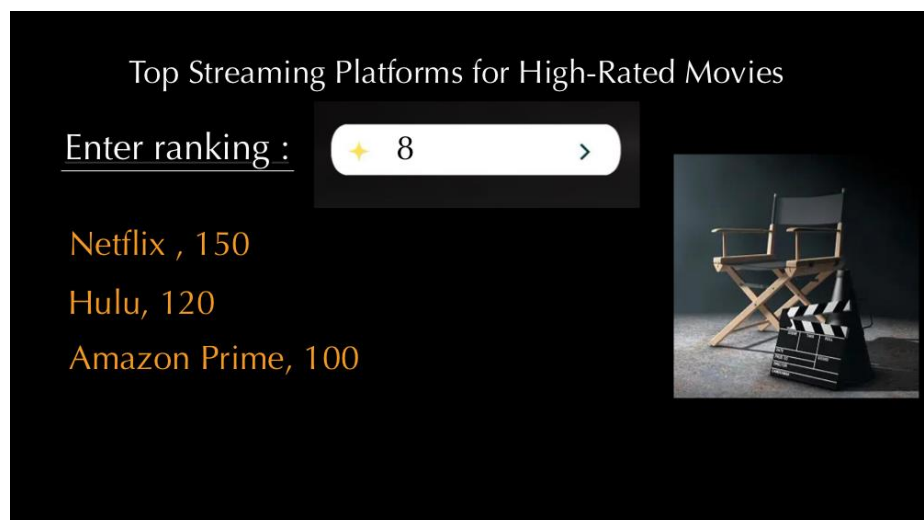 Top Streaming Platforms for High-Rated Movies
Enter ranking :
8
Netflix , 150
Hulu, 120
Amazon Prime, 100